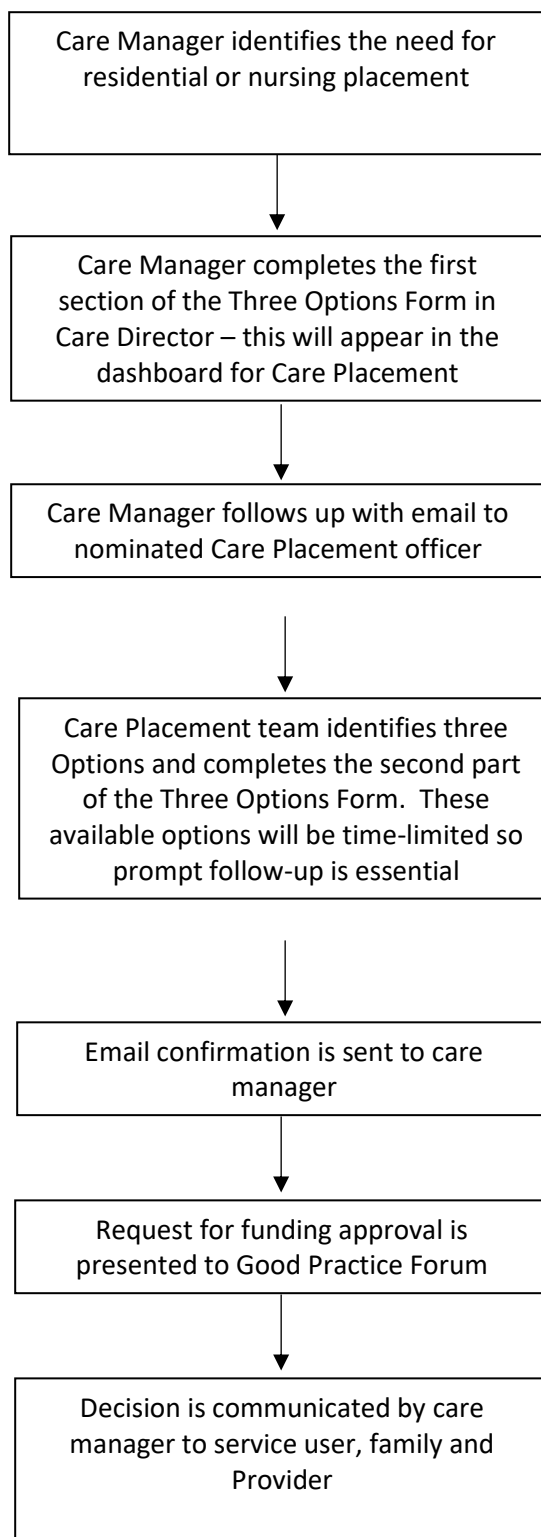 Care Manager identifies the need for
residential or nursing placement
Care Manager completes the first
section of the Three Options Form in
Care Director – this will appear in the
dashboard for Care Placement
Care Manager follows up with email to
nominated Care Placement officer
Care Placement team identifies three
Options and completes the second part
of the Three Options Form.  These
available options will be time-limited so
prompt follow-up is essential
Email confirmation is sent to care
manager
Request for funding approval is
presented to Good Practice Forum
Decision is communicated by care
manager to service user, family and
Provider